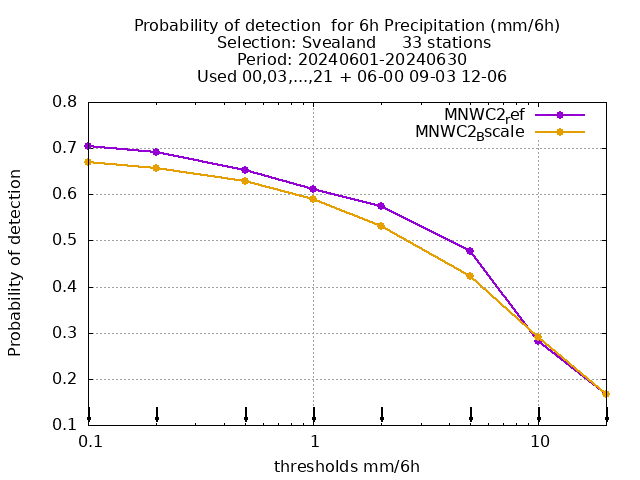 Probability of detection  for 6h Precipitation (mm/6h)
Selection: Svealand     33 stations
Period: 20240601-20240630
Used 00,03,...,21 + 06-00 09-03 12-06
MNWC2ref
MNWC2Bscale
Probability of detection
0.8
0.7
0.6
0.5
0.4
0.3
0.2
0.1
0.1
1
10
thresholds mm/6h